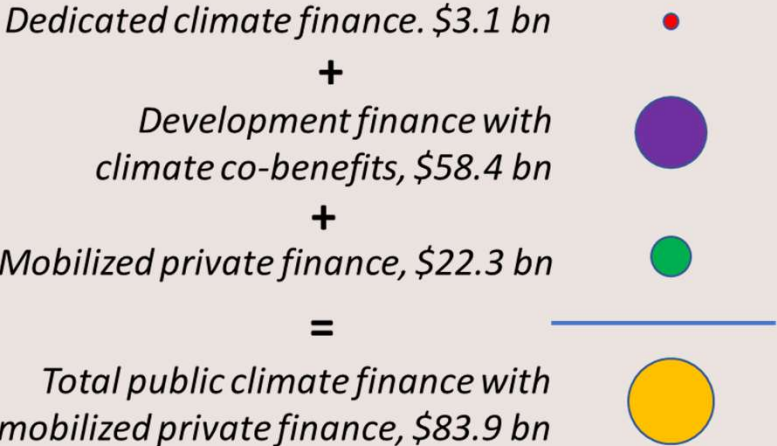 Dedicated climate finance. $3.1 bn
+
Development finance with
climate co-benefits, $58.4 bn
+
Mobilized private finance, $22.3 bn
=
Total public climate finance with
mobilized private finance, $83.9 bn